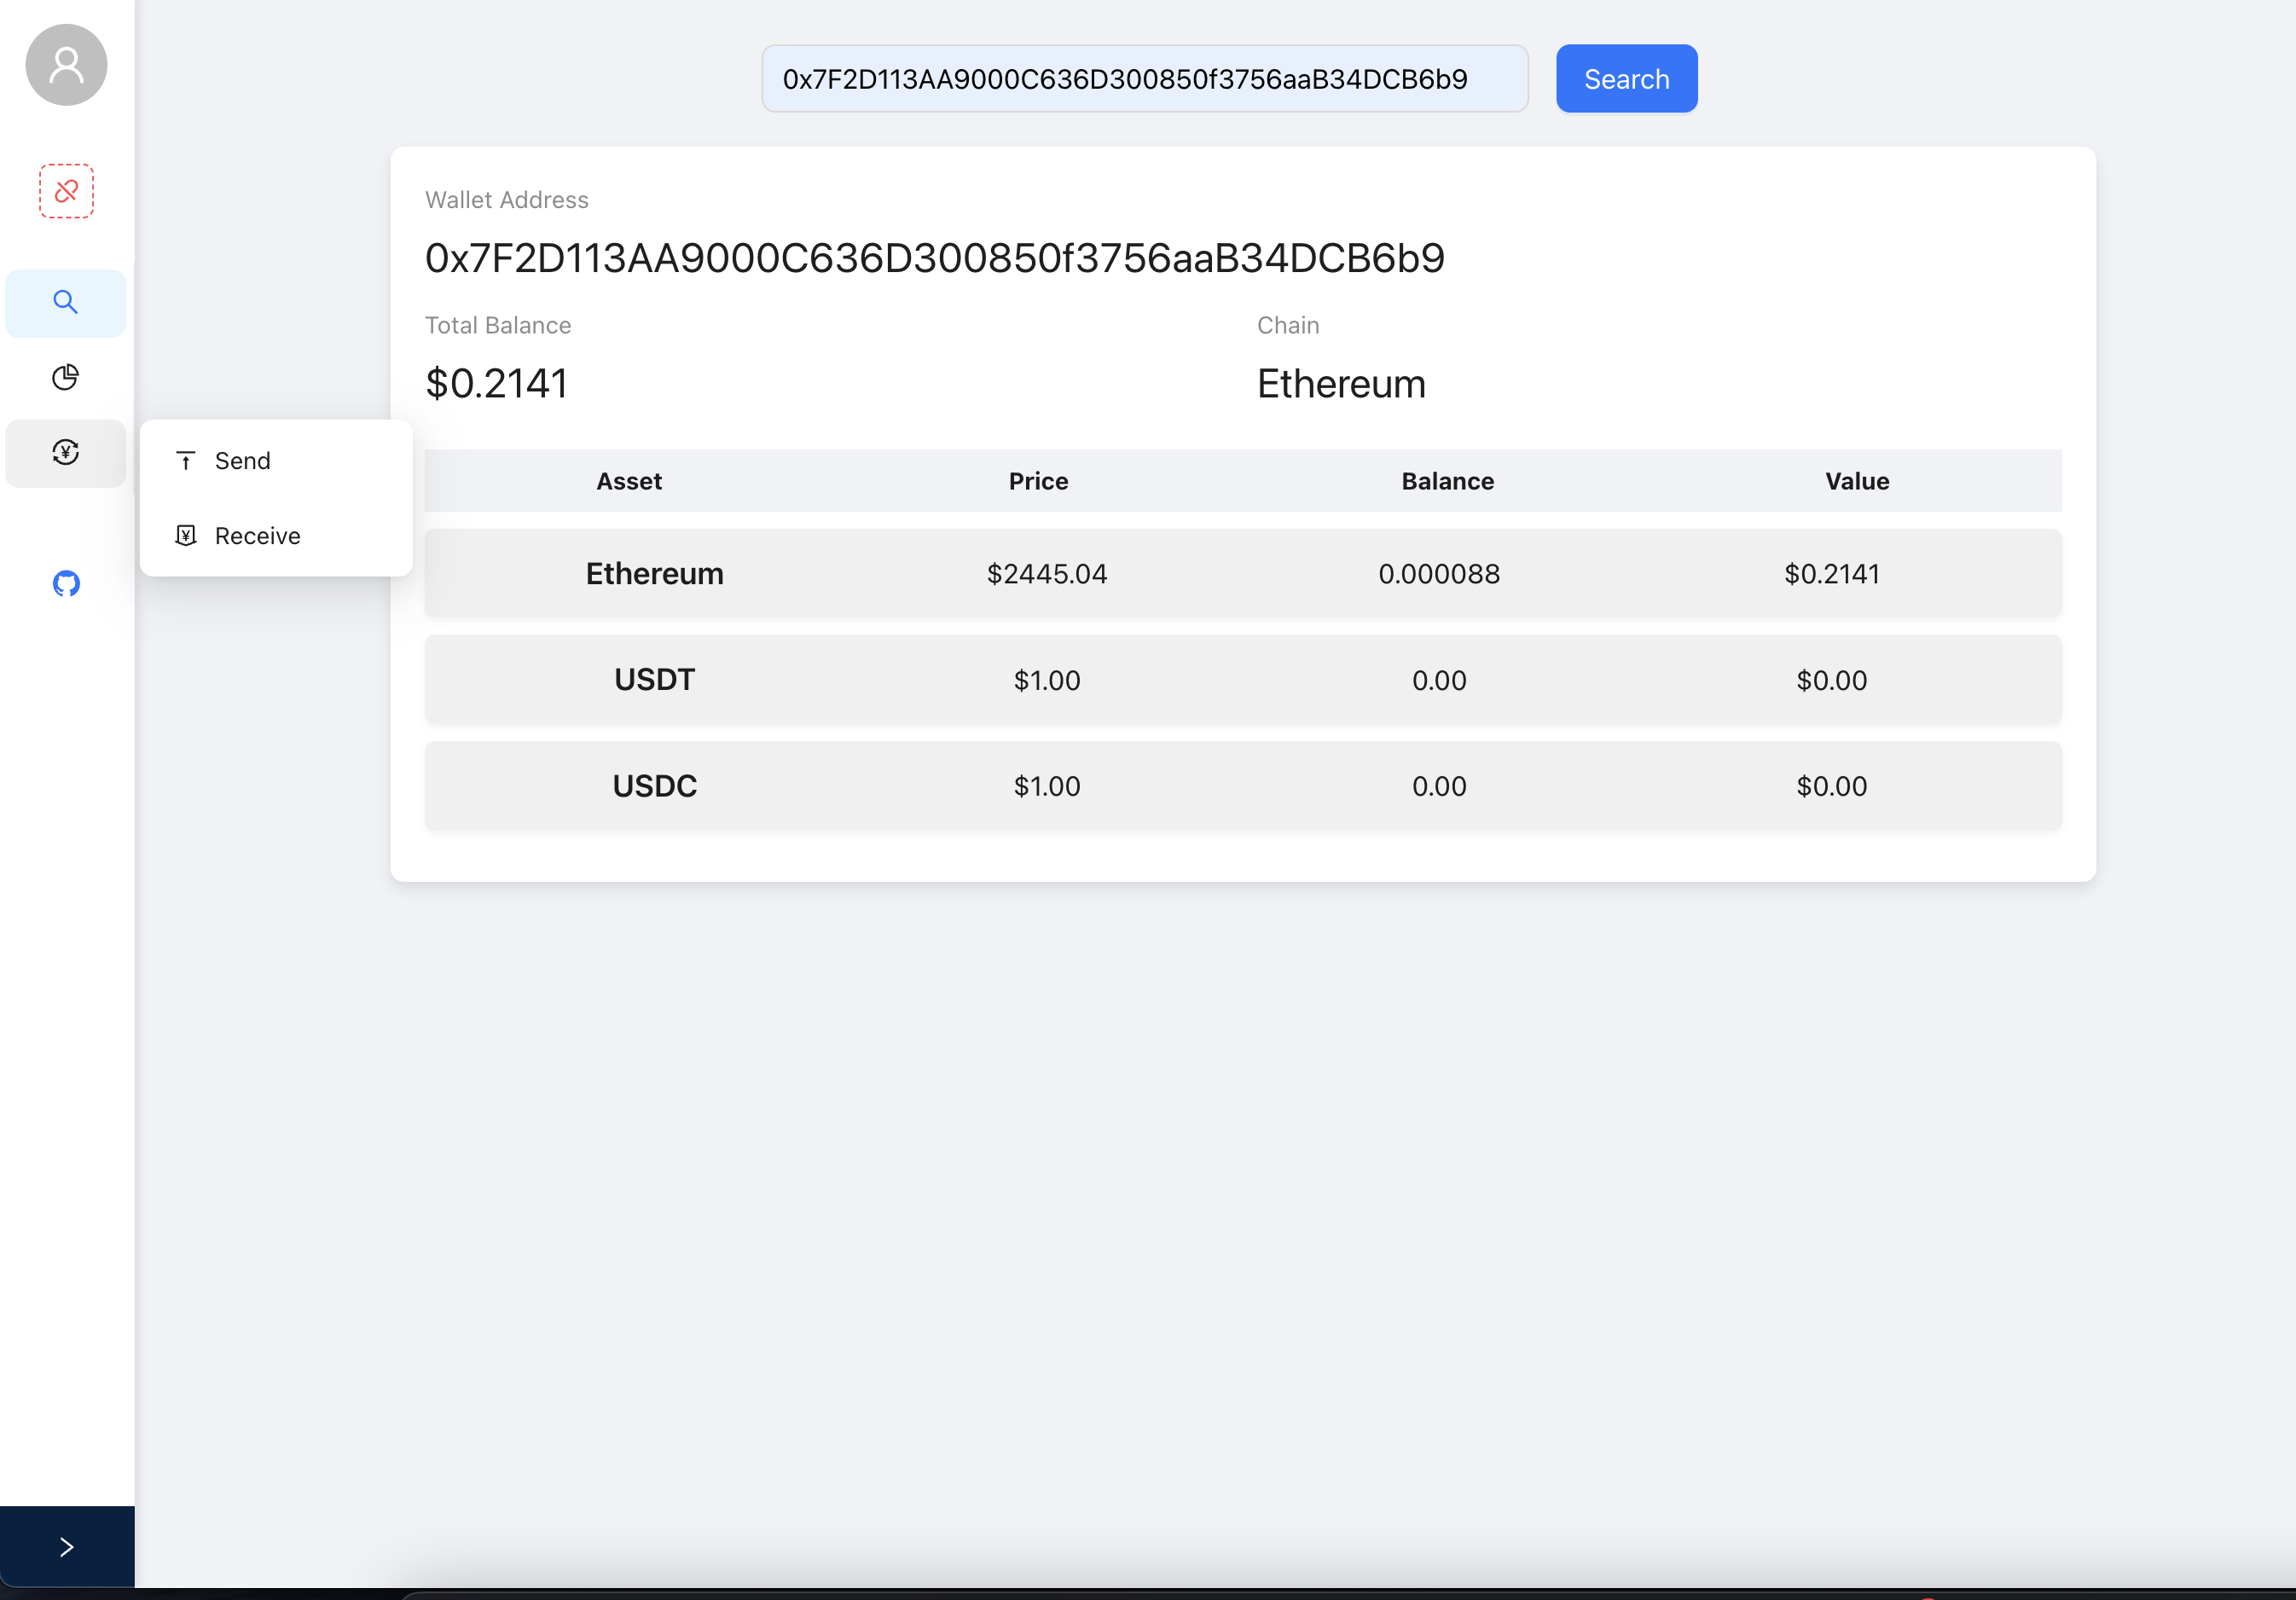 0x7F2D113AA9000C636D300850f3756aaB34DCB6b9 Search
Wallet Address
0x7F2D113AA9000C636D300850f3756aaB34DCB6b9
Total Balance Chain
$0.2141 Ethereum
Send
Receive
Asset Price Balance Value
Ethereum $2445.04 0.000088 $0.2141
USDT $1.00 0.00 $0.00
USDC $1.00 0.00 $0.00